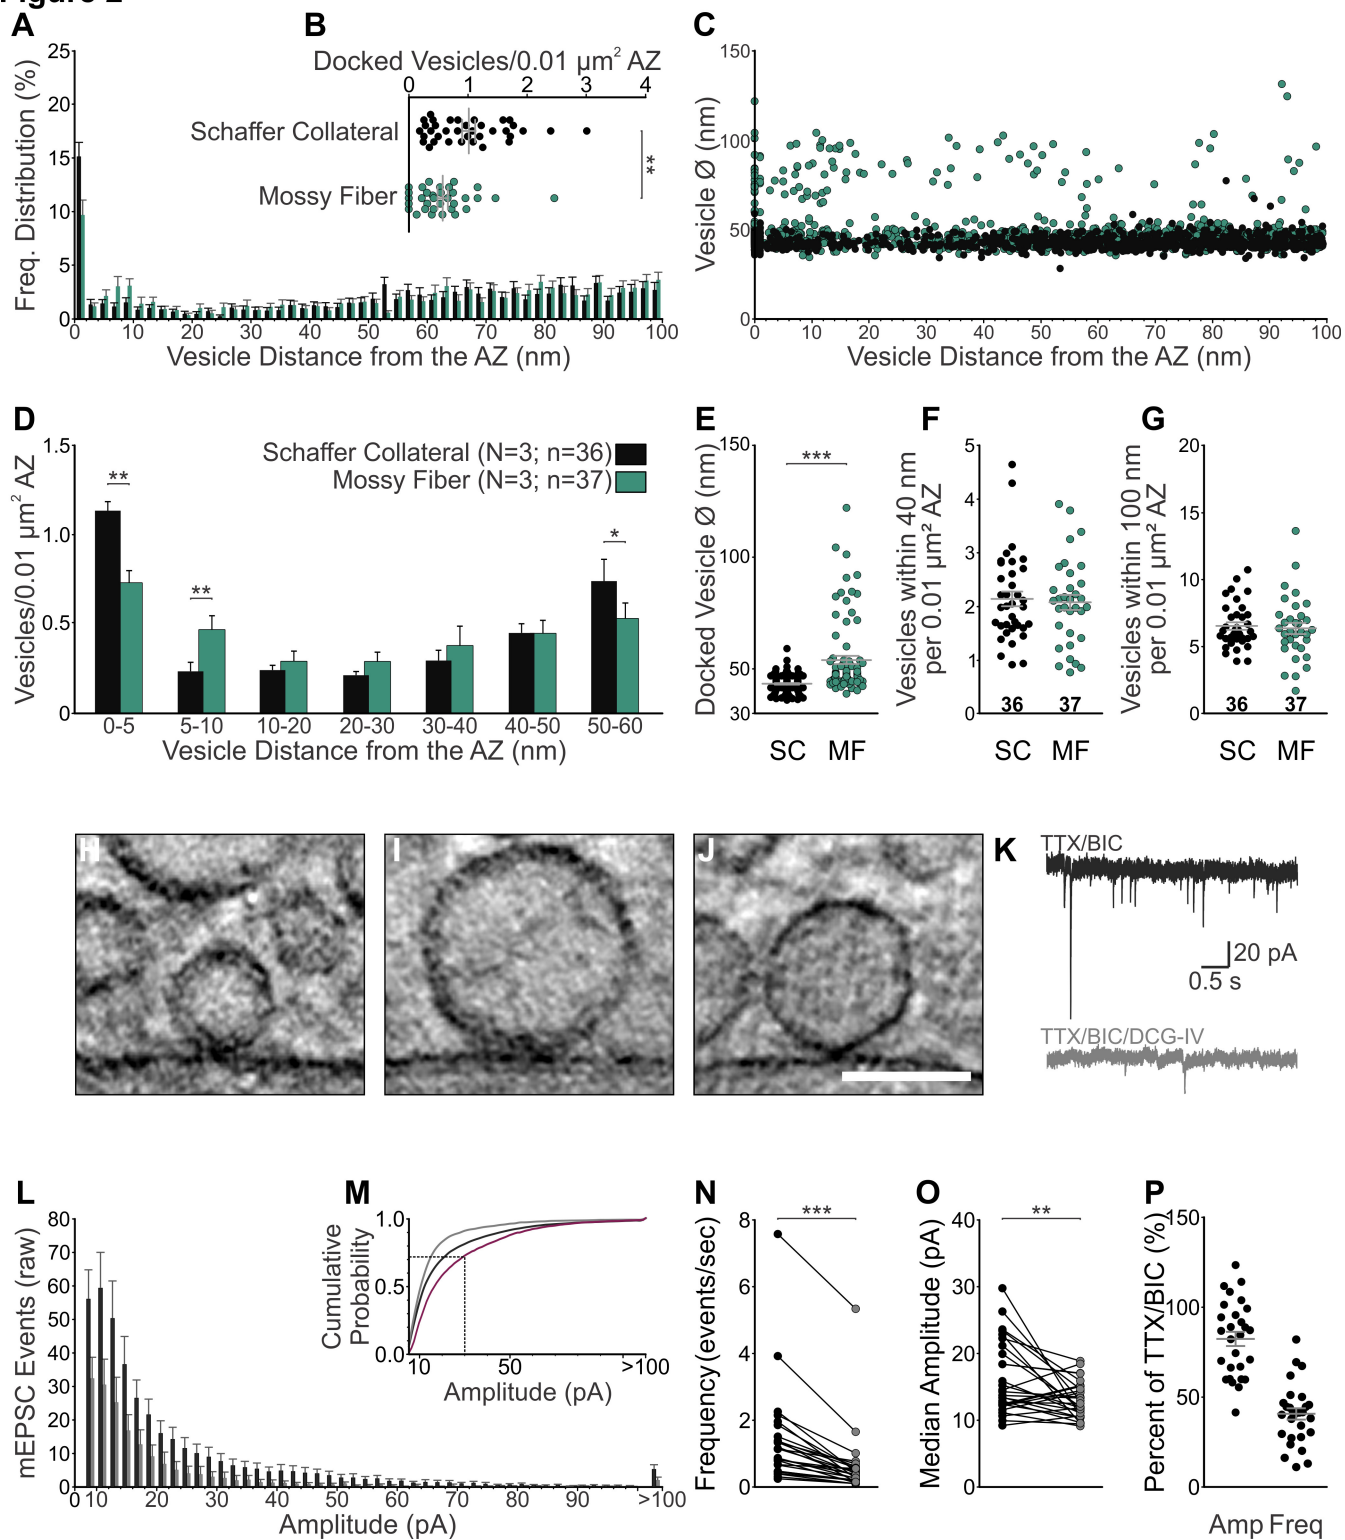 Figure 2
A
Freq. Distribution (%)
25
20
15
10
5
0
0 10 20 30 40 50 60 70 80 90 100
Vesicle Distance from the AZ (nm)
B
Docked Vesicles/0.01 µm² AZ
0 1 2 3 4
Schaffer Collateral
Mossy Fiber
**
C
Vesicle Ø (nm)
150
100
50
0
0 10 20 30 40 50 60 70 80 90 100
Vesicle Distance from the AZ (nm)
D
Vesicles/0.01 µm² AZ
1.5
1.0
0.5
0
Schaffer Collateral (N=3; n=36)
Mossy Fiber (N=3; n=37)
**
**
*
0-5 5-10 10-20 20-30 30-40 40-50 50-60
Vesicle Distance from the AZ (nm)
E
Docked Vesicle Ø (nm)
150
100
50
30
***
SC MF
F
Vesicles within 40 nm
per 0.01 µm² AZ
5
4
3
2
1
0
36 37
SC MF
G
Vesicles within 100 nm
per 0.01 µm² AZ
20
15
10
5
0
36 37
SC MF
H
I
J
K
TTX/BIC
20 pA
0.5 s
TTX/BIC/DCG-IV
L
mEPSC Events (raw)
80
70
60
50
40
30
20
10
0
0 10 20 30 40 50 60 70 80 90 >100
Amplitude (pA)
M
Cumulative
Probability
1.0
0.5
0.0
10 50 >100
Amplitude (pA)
N
Frequency (events/sec)
8
6
4
2
0
***
O
Median Amplitude (pA)
40
30
20
10
0
**
P
Percent of TTX/BIC (%)
150
100
50
0
Amp Freq